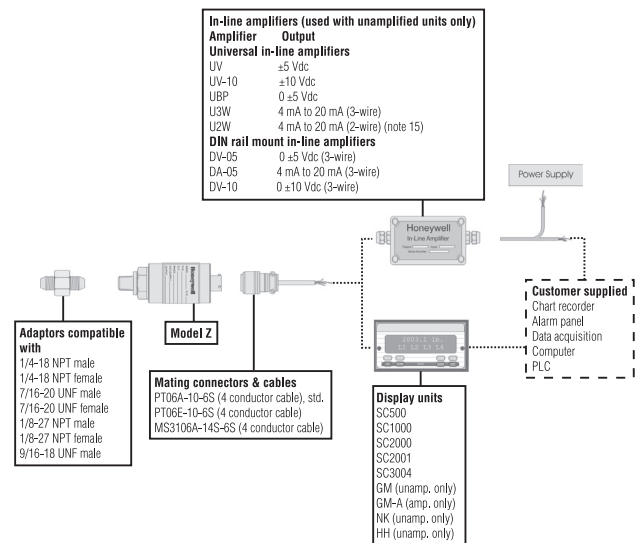 In-line amplifiers (used with unamplified units only)
Amplifier Output
Universal in-line amplifiers
UV ±5 Vdc
UV-10 ±10 Vdc
UBP 0 ±5 Vdc
U3W 4 mA to 20 mA (3-wire)
U2W 4 mA to 20 mA (2-wire) (note 15)
DIN rail mount in-line amplifiers
DV-05 0 ±5 Vdc (3-wire)
DA-05 4 mA to 20 mA (3-wire)
DV-10 0 ±10 Vdc (3-wire)
Power Supply
Honeywell
In-Line Amplifier
Honeywell
Adaptors compatible
with
1/4-18 NPT male
1/4-18 NPT female
7/16-20 UNF male
7/16-20 UNF female
1/8-27 NPT male
1/8-27 NPT female
9/16-18 UNF male
Model Z
Mating connectors & cables
PT06A-10-6S (4 conductor cable), std.
PT06E-10-6S (4 conductor cable)
MS3106A-14S-6S (4 conductor cable)
2003.1 in.
L1 L2 L3 L4
Display units
SC500
SC1000
SC2000
SC2001
SC3004
GM (unamp. only)
GM-A (amp. only)
NK (unamp. only)
HH (unamp. only)
Customer supplied
Chart recorder
Alarm panel
Data acquisition
Computer
PLC